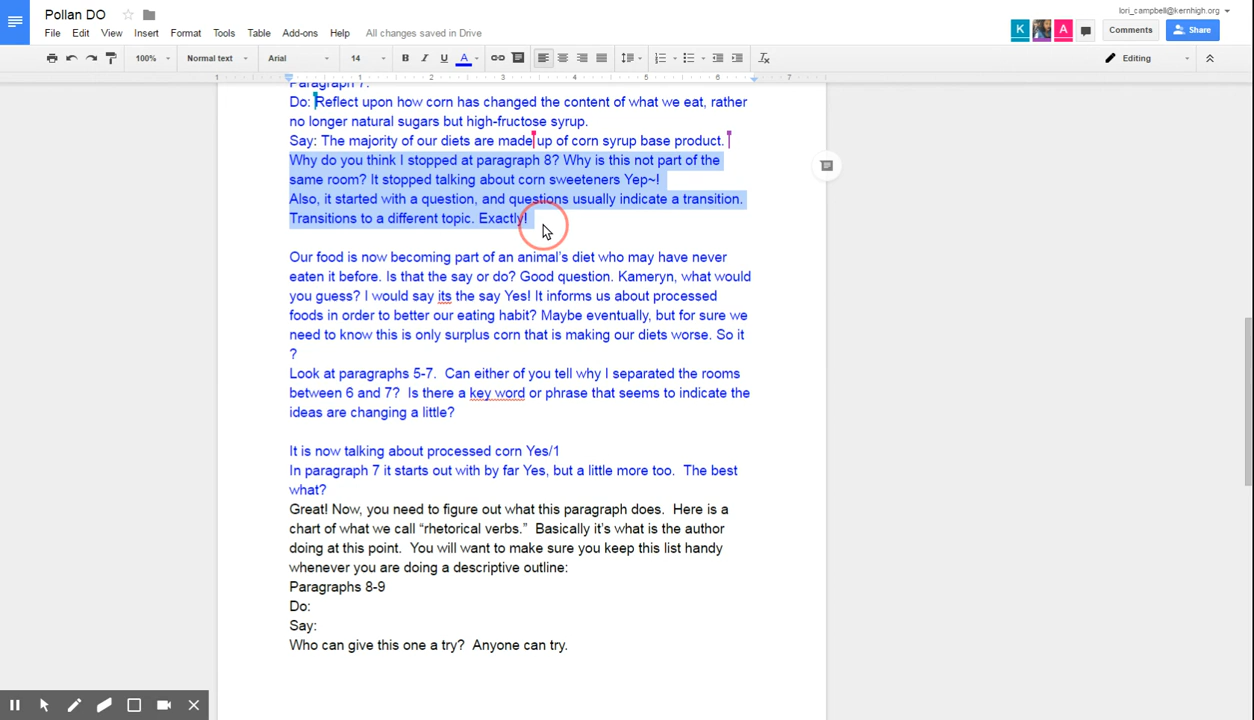 Pollan DO
lori_campbell@kernhigh.org
File Edit View Insert Format Tools Table Add-ons Help All changes saved in Drive
K A Comments Share
100% Normal text Arial 14 B I U A Editing
1 1 2 3 4 5 6 7
Paragraph 7:
Do: Reflect upon how corn has changed the content of what we eat, rather
no longer natural sugars but high-fructose syrup.
Say: The majority of our diets are made up of corn syrup base product.
Why do you think I stopped at paragraph 8? Why is this not part of the
same room? It stopped talking about corn sweeteners Yep~!
Also, it started with a question, and questions usually indicate a transition.
Transitions to a different topic. Exactly!
Our food is now becoming part of an animal's diet who may have never
eaten it before. Is that the say or do? Good question. Kameryn, what would
you guess? I would say its the say Yes! It informs us about processed
foods in order to better our eating habit? Maybe eventually, but for sure we
need to know this is only surplus corn that is making our diets worse. So it
?
Look at paragraphs 5-7. Can either of you tell why I separated the rooms
between 6 and 7? Is there a key word or phrase that seems to indicate the
ideas are changing a little?
It is now talking about processed corn Yes/1
In paragraph 7 it starts out with by far Yes, but a little more too. The best
what?
Great! Now, you need to figure out what this paragraph does. Here is a
chart of what we call “rhetorical verbs.” Basically it's what is the author
doing at this point. You will want to make sure you keep this list handy
whenever you are doing a descriptive outline:
Paragraphs 8-9
Do:
Say:
Who can give this one a try? Anyone can try.